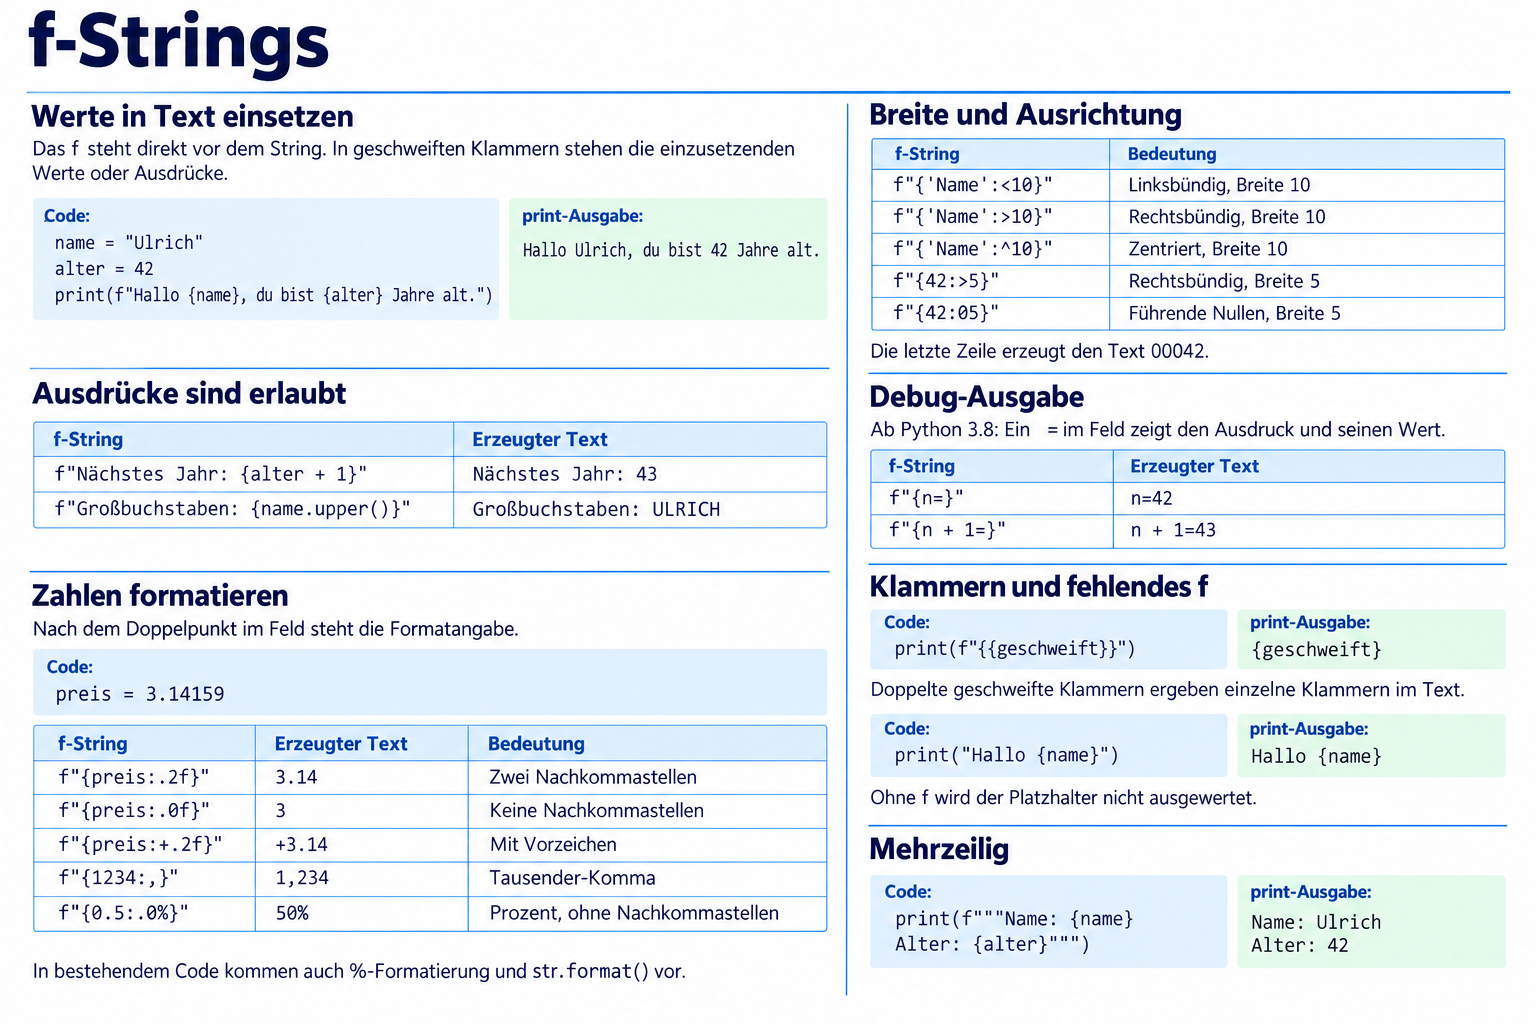 f-Strings
Werte in Text einsetzen
Das f steht direkt vor dem String. In geschweiften Klammern stehen die einzusetzenden
Werte oder Ausdrücke.
Code:
name = "Ulrich"
alter = 42
print(f"Hallo {name}, du bist {alter} Jahre alt.")
print-Ausgabe:
Hallo Ulrich, du bist 42 Jahre alt.
Ausdrücke sind erlaubt
f-String Erzeugter Text
f"Nächstes Jahr: {alter + 1}" Nächstes Jahr: 43
f"Großbuchstaben: {name.upper()}" Großbuchstaben: ULRICH
Zahlen formatieren
Nach dem Doppelpunkt im Feld steht die Formatangabe.
Code:
preis = 3.14159
f-String Erzeugter Text Bedeutung
f"{preis:.2f}" 3.14 Zwei Nachkommastellen
f"{preis:.0f}" 3 Keine Nachkommastellen
f"{preis:+.2f}" +3.14 Mit Vorzeichen
f"{1234:,}" 1,234 Tausender-Komma
f"{0.5:.0%}" 50% Prozent, ohne Nachkommastellen
In bestehendem Code kommen auch %-Formatierung und str.format() vor.
Breite und Ausrichtung
f-String Bedeutung
f"{'Name':<10}" Linksbündig, Breite 10
f"{'Name':>10}" Rechtsbündig, Breite 10
f"{'Name':^10}" Zentriert, Breite 10
f"{42:>5}" Rechtsbündig, Breite 5
f"{42:05}" Führende Nullen, Breite 5
Die letzte Zeile erzeugt den Text 00042.
Debug-Ausgabe
Ab Python 3.8: Ein = im Feld zeigt den Ausdruck und seinen Wert.
f-String Erzeugter Text
f"{n=}" n=42
f"{n + 1=}" n + 1=43
Klammern und fehlendes f
Code:
print(f"{{geschweift}}")
print-Ausgabe:
{geschweift}
Doppelte geschweifte Klammern ergeben einzelne Klammern im Text.
Code:
print("Hallo {name}")
print-Ausgabe:
Hallo {name}
Ohne f wird der Platzhalter nicht ausgewertet.
Mehrzeilig
Code:
print(f"""Name: {name}
Alter: {alter}""")
print-Ausgabe:
Name: Ulrich
Alter: 42